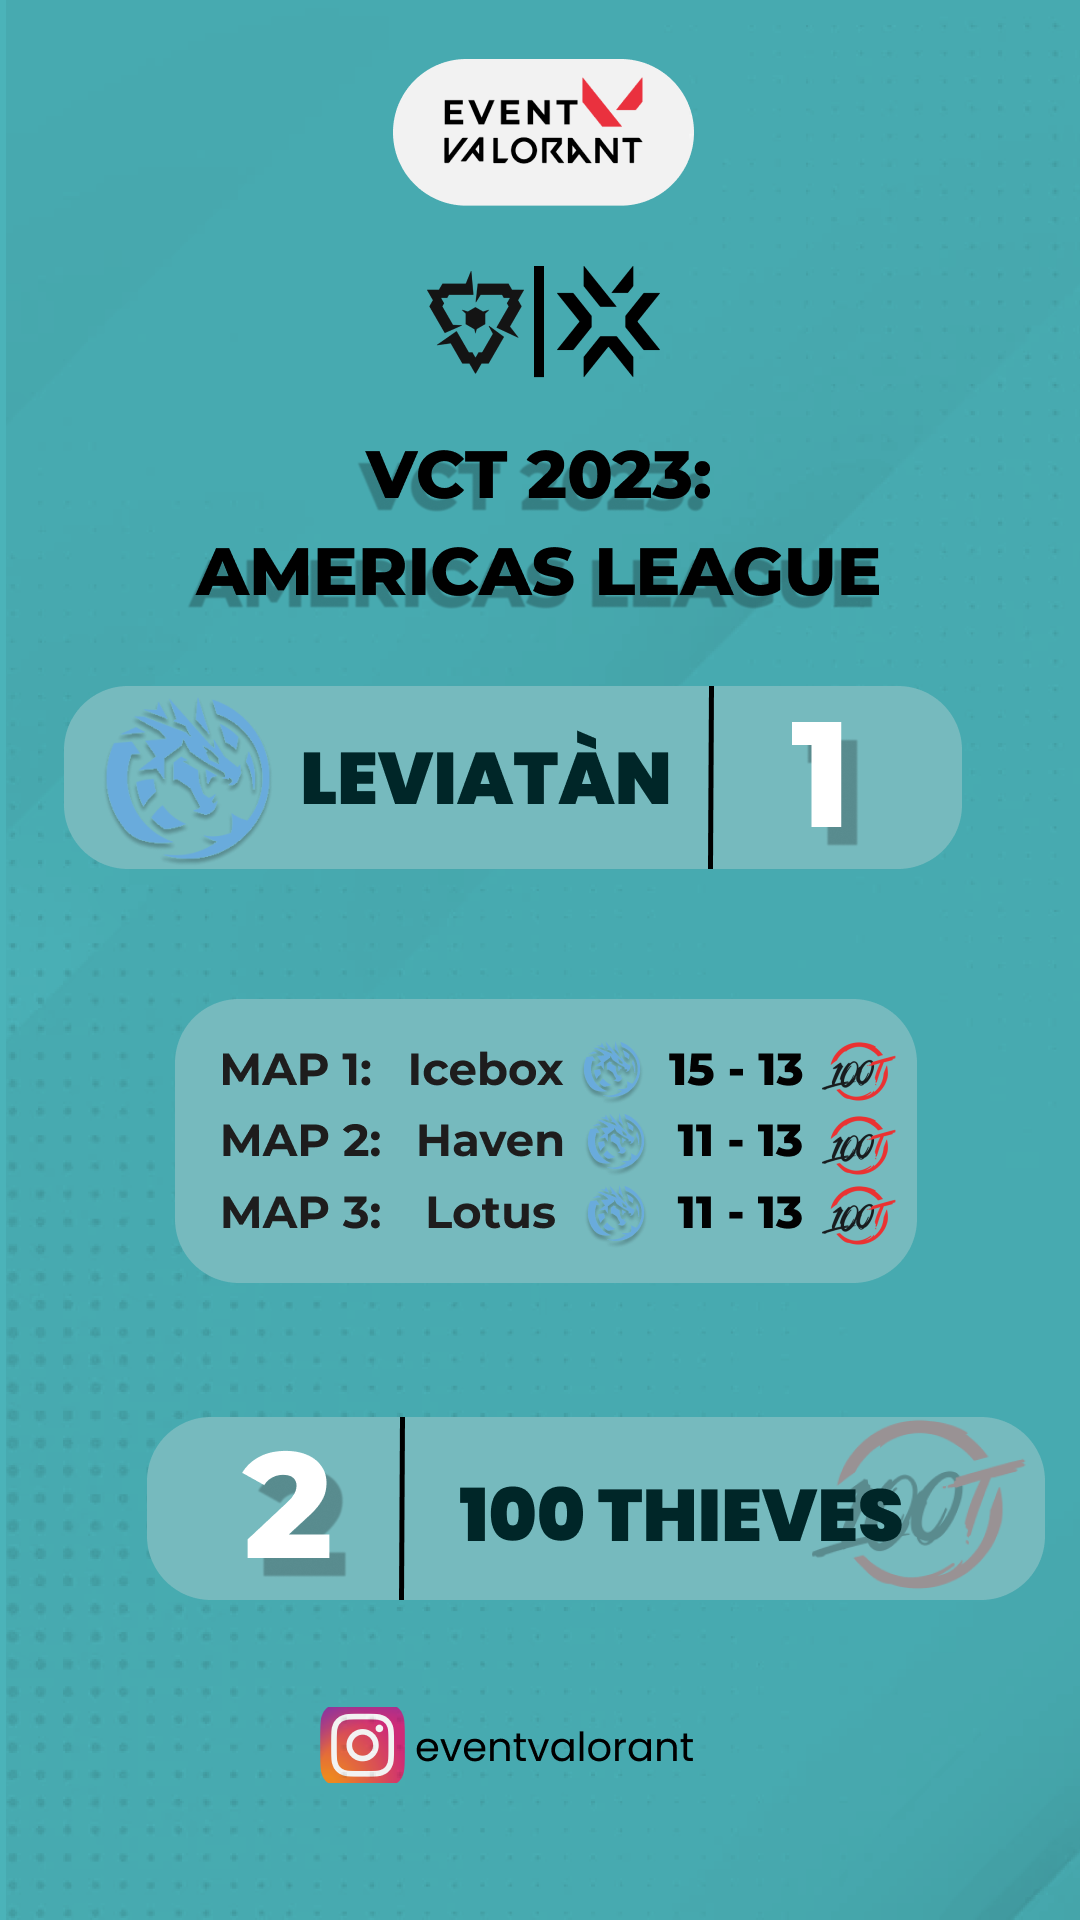 EVENT
VALORANT
VCT 2023:
AMERICAS LEAGUE
LEVIATÀN 1
MAP 1: Icebox 15 - 13 100T
MAP 2: Haven 11 - 13 100T
MAP 3: Lotus 11 - 13 100T
2 100 THIEVES 100T
eventvalorant